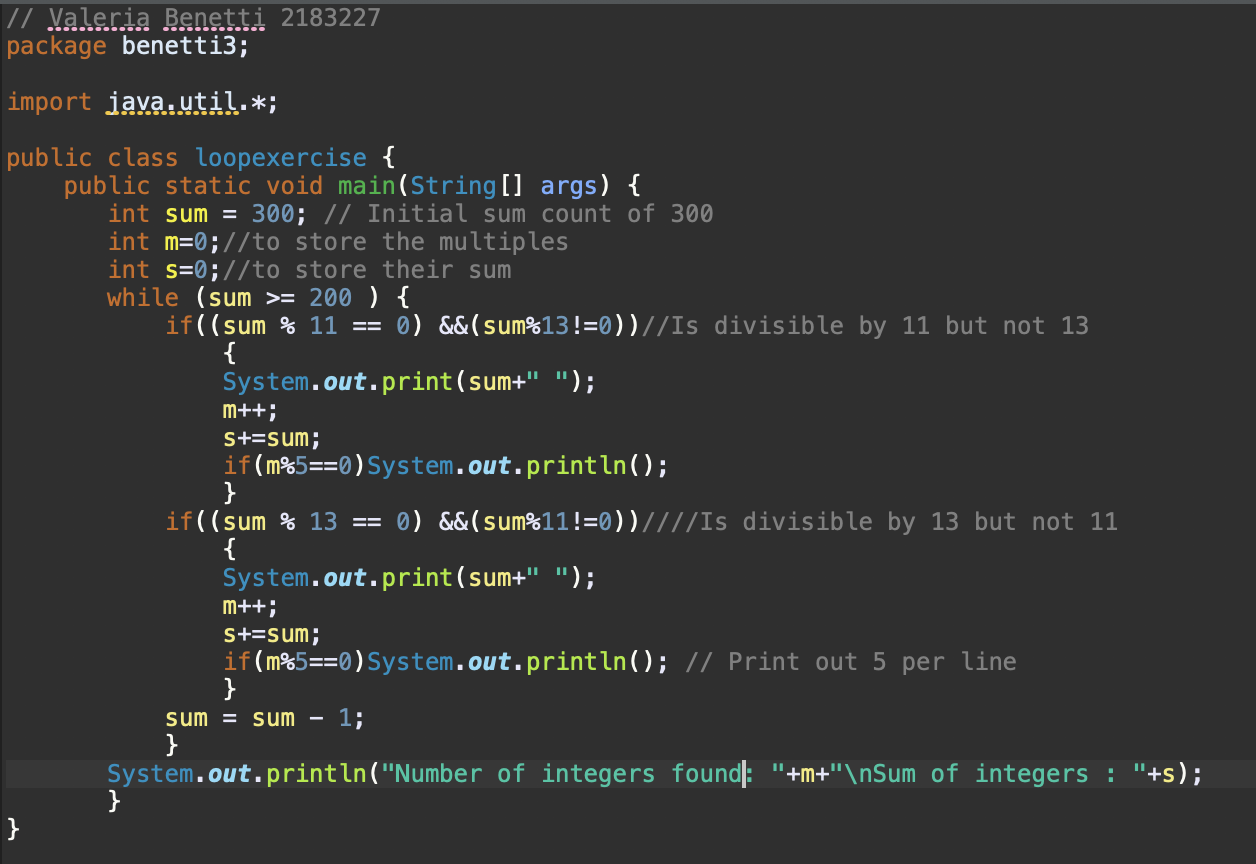 // Valeria Benetti 2183227
package benetti3;
import java.util.*;
public class loopexercise {
public static void main(String[] args) {
int sum = 300; // Initial sum count of 300
int m=0;//to store the multiples
int s=0;//to store their sum
while (sum >= 200 ) {
if((sum % 11 == 0) &&(sum%13!=0))//Is divisible by 11 but not 13
{
System.out.print(sum+" ");
m++;
s+=sum;
if(m%5==0)System.out.println();
}
if((sum % 13 == 0) &&(sum%11!=0))////Is divisible by 13 but not 11
{
System.out.print(sum+" ");
m++;
s+=sum;
if(m%5==0)System.out.println(); // Print out 5 per line
}
sum = sum - 1;
}
System.out.println("Number of integers found: "+m+"\nSum of integers : "+s);
}
}